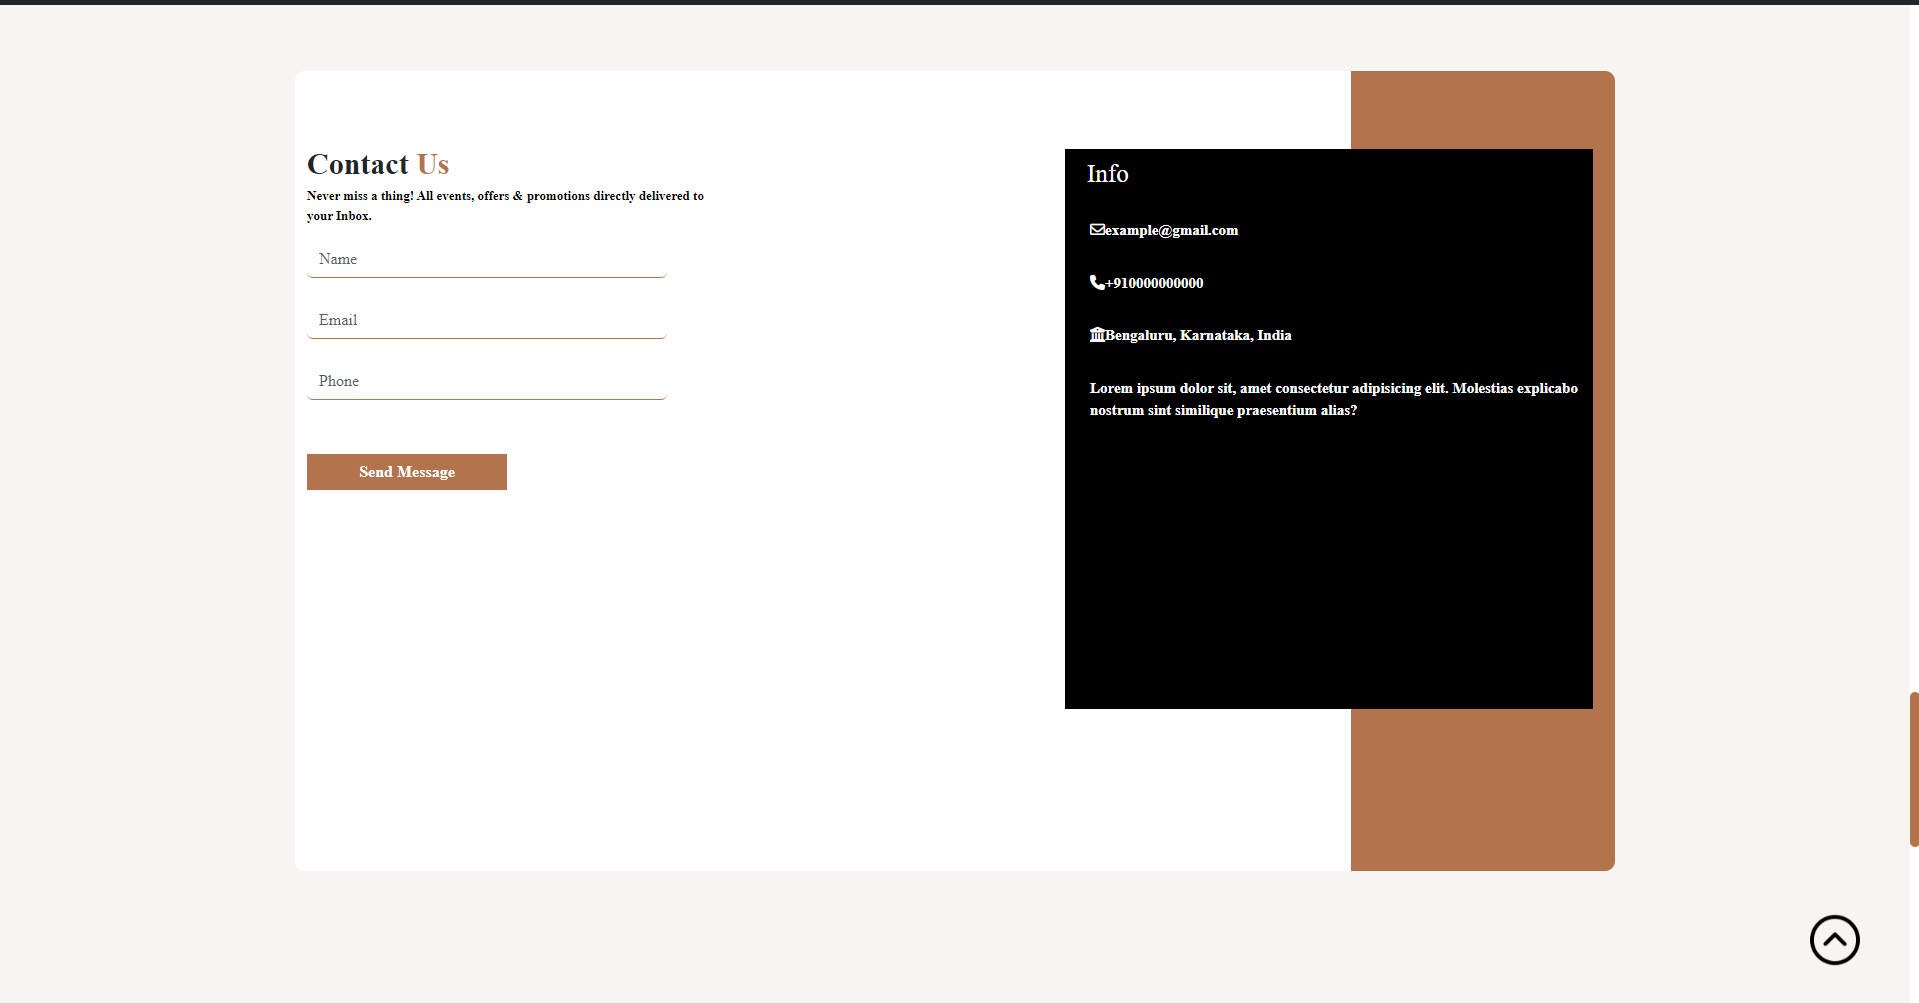 Contact Us
Never miss a thing! All events, offers & promotions directly delivered to
your Inbox.
Name
Email
Phone
Send Message
Info
example@gmail.com
+910000000000
Bengaluru, Karnataka, India
Lorem ipsum dolor sit, amet consectetur adipisicing elit. Molestias explicabo
nostrum sint similique praesentium alias?